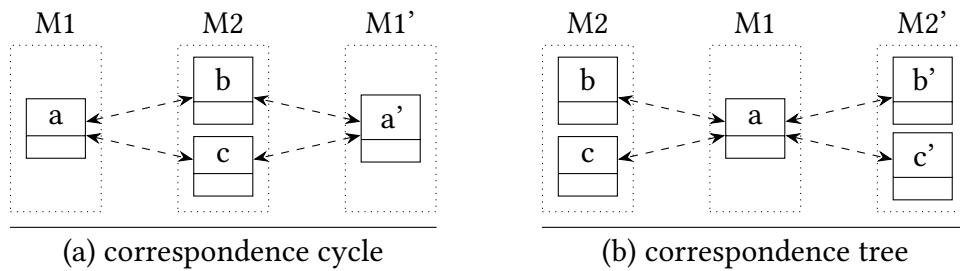 M1 M2 M1’
a
b
c
a’
(a) correspondence cycle
M2 M1 M2’
b
c
a
b’
c’
(b) correspondence tree